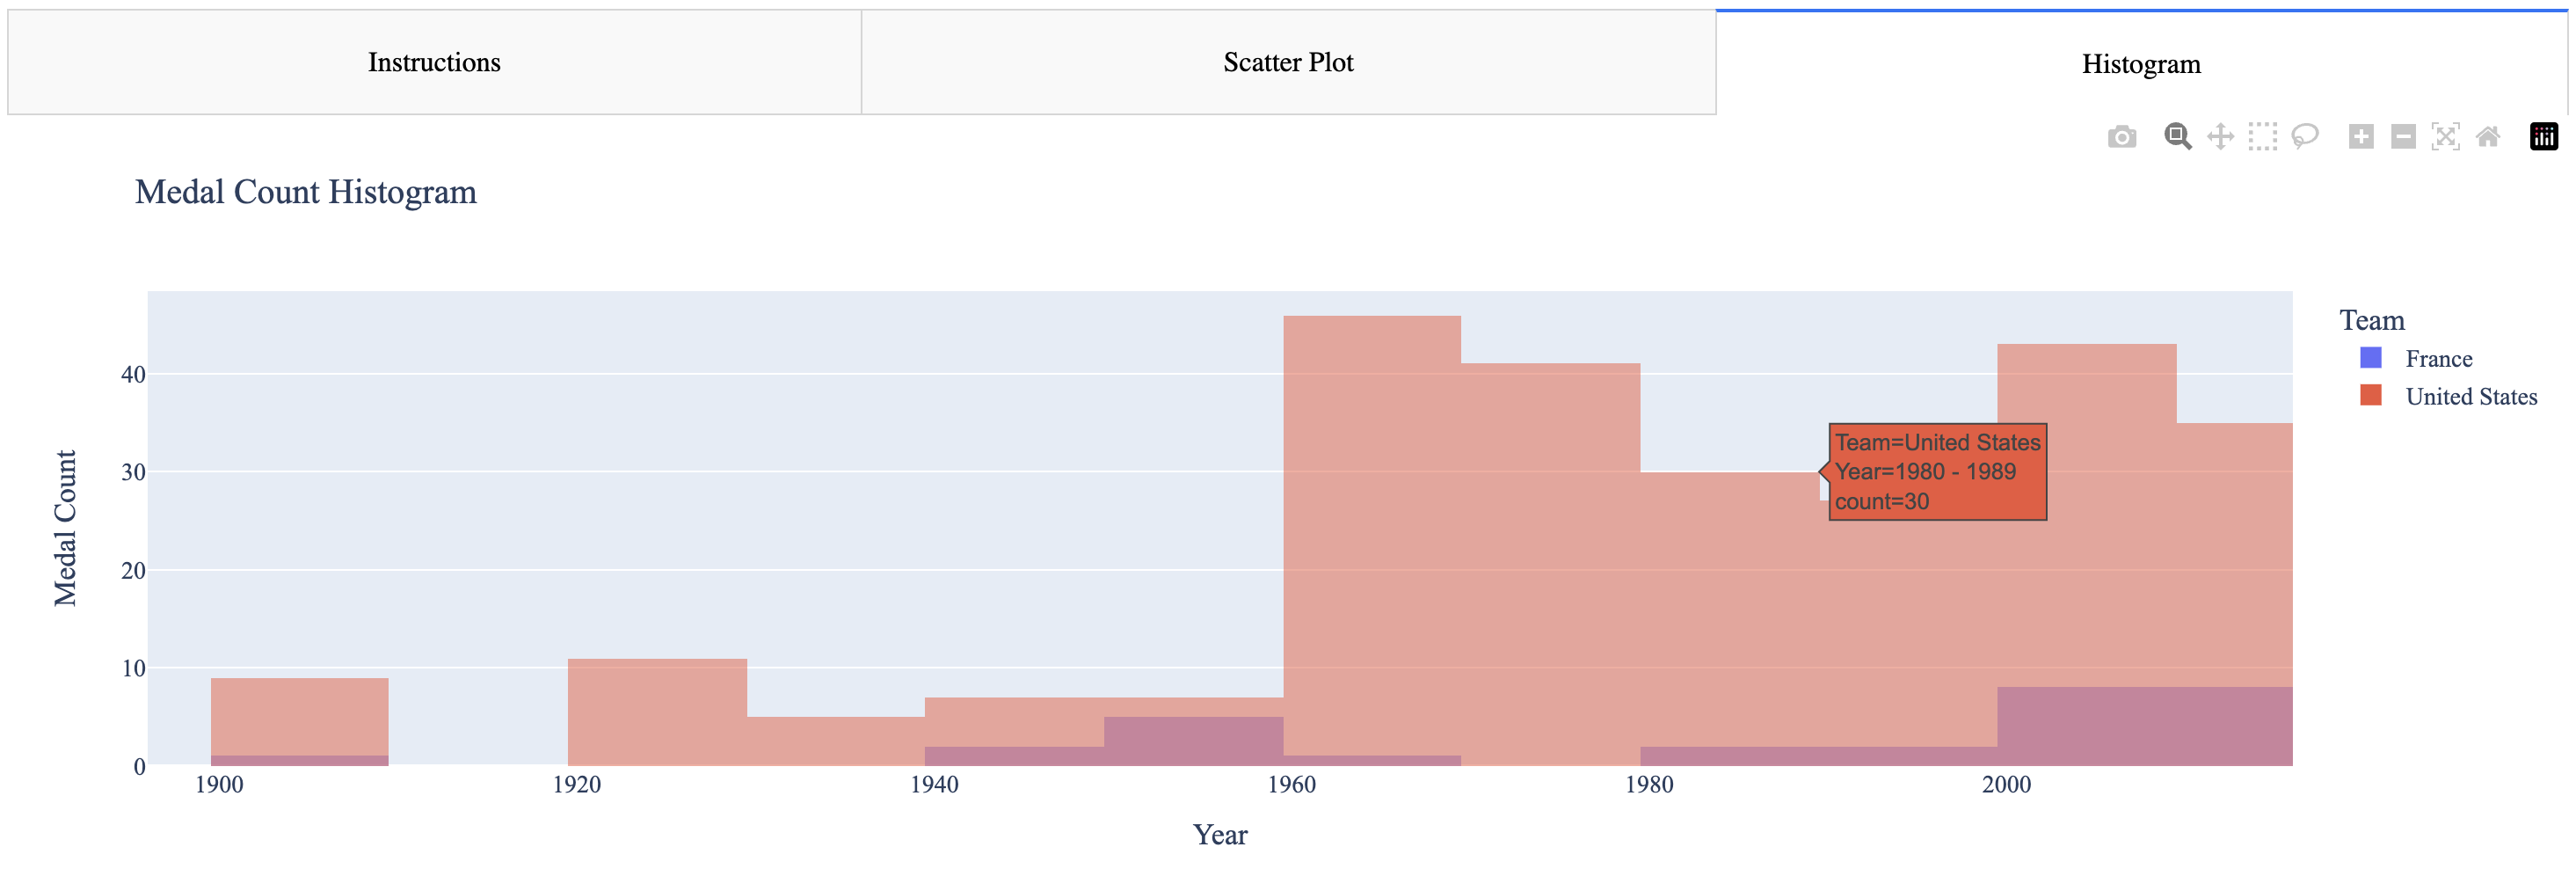 Instructions
Scatter Plot
Histogram
Medal Count Histogram
Medal Count
40
30
20
10
0
1900
1920
1940
1960
1980
2000
Year
Team=United States
Year=1980 - 1989
count=30
Team
France
United States